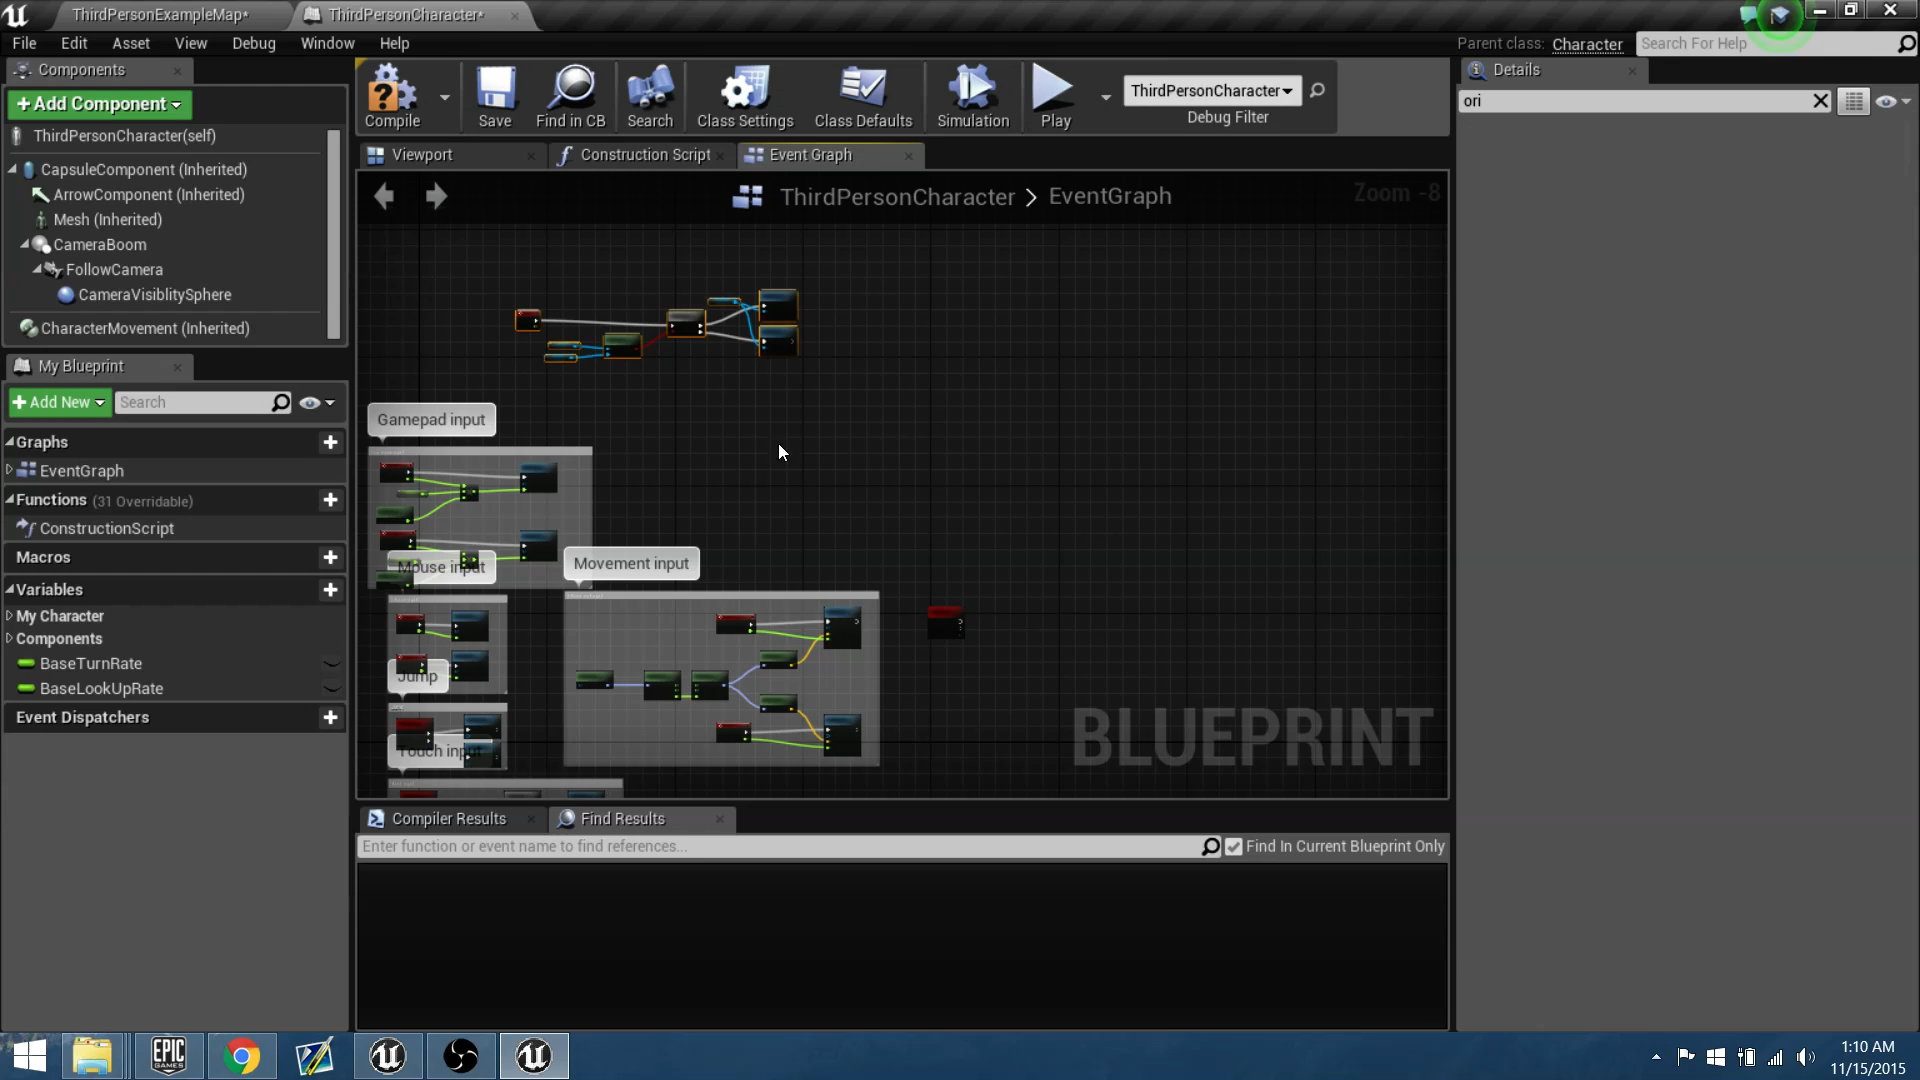 ThirdPersonExampleMap*
ThirdPersonCharacter*
File Edit Asset View Debug Window Help
Parent class: Character
Search For Help
Components
Add Component
ThirdPersonCharacter(self)
CapsuleComponent (Inherited)
ArrowComponent (Inherited)
Mesh (Inherited)
CameraBoom
FollowCamera
CameraVisiblitySphere
CharacterMovement (Inherited)
My Blueprint
Add New
Search
Graphs
EventGraph
Functions (31 Overridable)
ConstructionScript
Macros
Variables
My Character
Components
BaseTurnRate
BaseLookUpRate
Event Dispatchers
Compile
Save
Find in CB
Search
Class Settings
Class Defaults
Simulation
Play
ThirdPersonCharacter
Debug Filter
Viewport
Construction Script
Event Graph
ThirdPersonCharacter > EventGraph
Zoom -8
Gamepad input
Mouse input
Movement input
Jump
Touch input
BLUEPRINT
Compiler Results
Find Results
Enter function or event name to find references...
Find In Current Blueprint Only
Details
ori
EPIC
GAMES
1:10 AM
11/15/2015